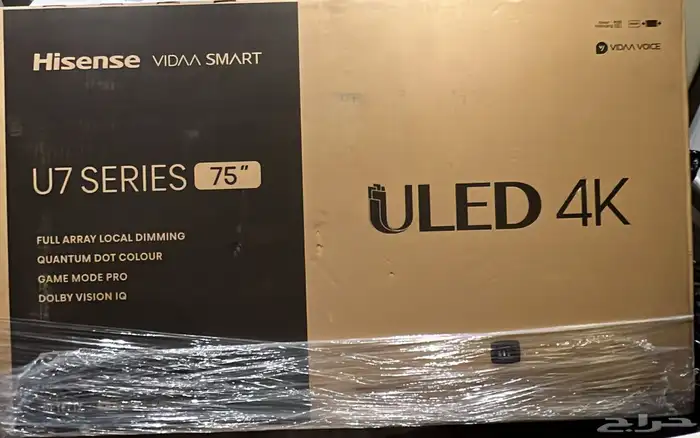 Hisense VIDAA SMART
VIDAA VOICE
U7 SERIES 75"
ULED 4K
FULL ARRAY LOCAL DIMMING
QUANTUM DOT COLOUR
GAME MODE PRO
DOLBY VISION IQ
حراج